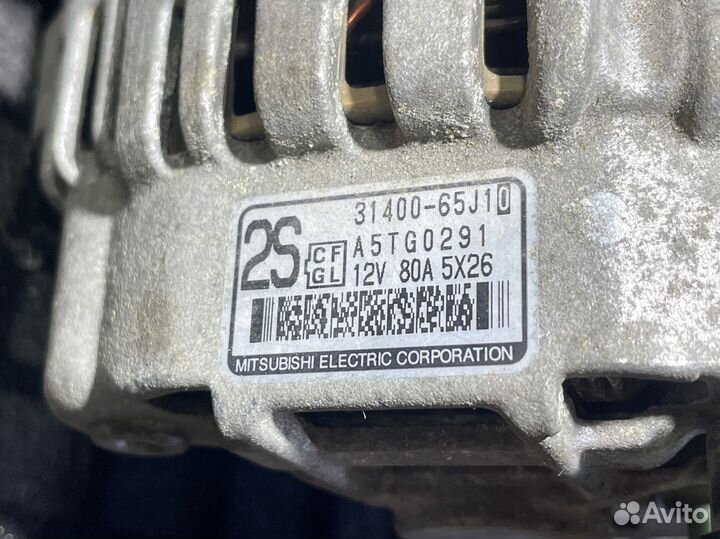 31400-65J10
2S CF A5TG0291
GL 12V 80A 5X26
MITSUBISHI ELECTRIC CORPORATION
Avito